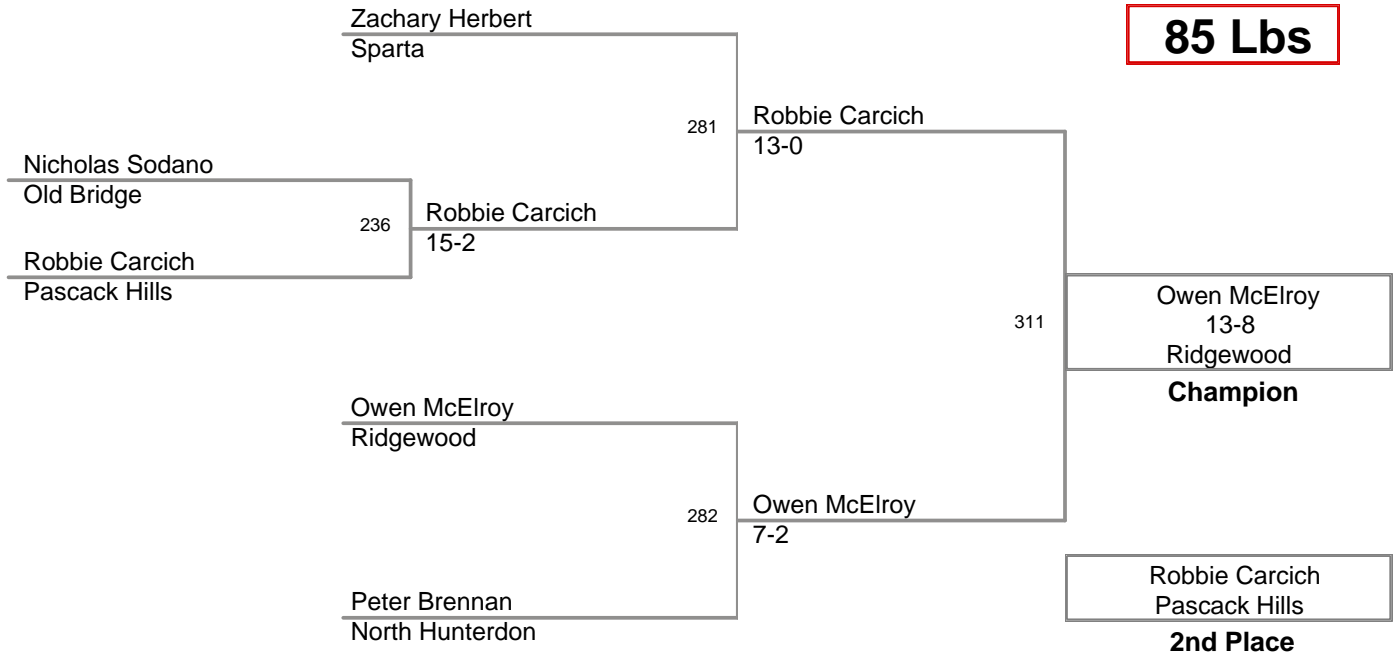 Zachary Herbert
Sparta
85 Lbs
281
Robbie Carcich
13-0
Nicholas Sodano
Old Bridge
236
Robbie Carcich
15-2
Robbie Carcich
Pascack Hills
311
Owen McElroy
13-8
Ridgewood
Champion
Owen McElroy
Ridgewood
282
Owen McElroy
7-2
Peter Brennan
North Hunterdon
Robbie Carcich
Pascack Hills
2nd Place